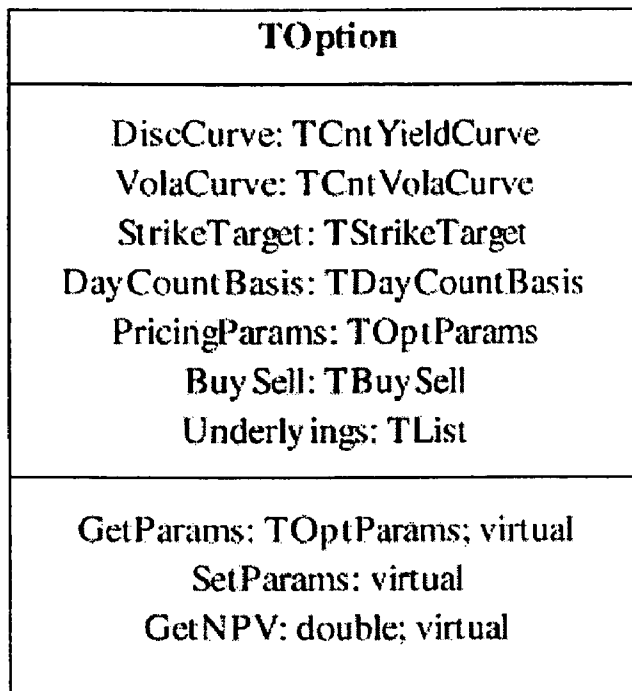 TOption
DiscCurve: TCntYieldCurve
VolaCurve: TCntVolaCurve
StrikeTarget: TStrikeTarget
DayCountBasis: TDayCountBasis
PricingParams: TOptParams
BuySell: TBuySell
Underlyings: TList
GetParams: TOptParams; virtual
SetParams: virtual
GetNPV: double; virtual